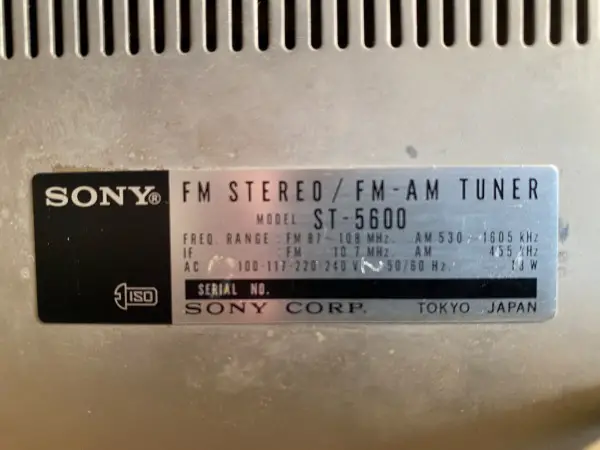 SONY®
FM STEREO / FM-AM TUNER
MODEL ST-5600
FREQ. RANGE : FM 87 - 108 MHz. AM 530 - 1605 kHz
IF FM 10.7 MHz. AM 455 kHz
AC 100-117-220-240 V 50/60 Hz. 13 W
ISO
SERIAL NO.
SONY CORP. TOKYO JAPAN